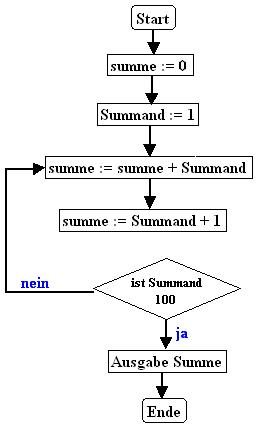 Start
summe := 0
Summand := 1
summe := summe + Summand
summe := Summand + 1
nein
ist Summand
100
ja
Ausgabe Summe
Ende